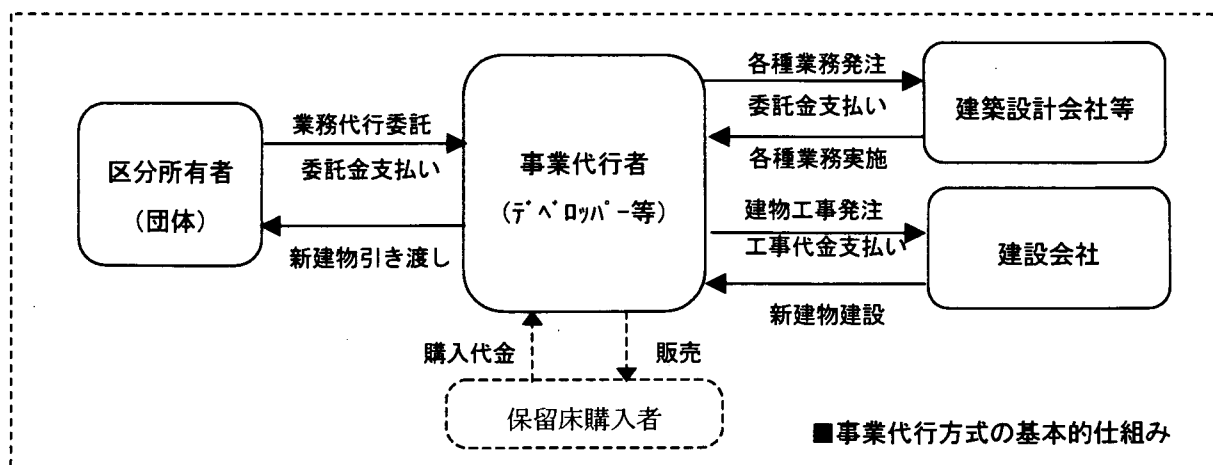 区分所有者
(団体)
業務代行委託
委託金支払い
新建物引き渡し
事業代行者
(ﾃﾞﾍﾞﾛｯﾊﾟｰ等)
各種業務発注
委託金支払い
各種業務実施
建築設計会社等
建物工事発注
工事代金支払い
新建物建設
建設会社
購入代金
販売
保留床購入者
■事業代行方式の基本的仕組み